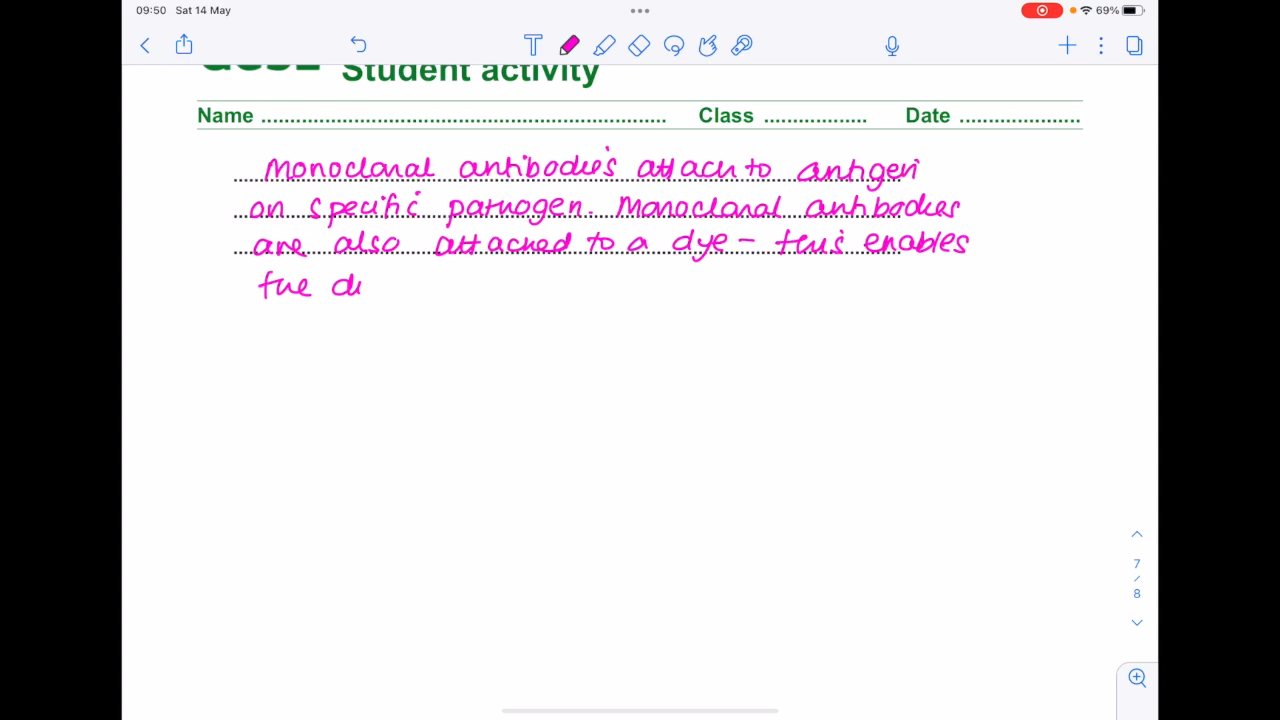 09:50 Sat 14 May
69%
Student activity
Name ................................................ Class .................. Date .....................
Monoclonal antibodies attach to antigen
on specific pathogen. Monoclonal antibodies
are also attached to a dye - this enables
the di
7
/
8